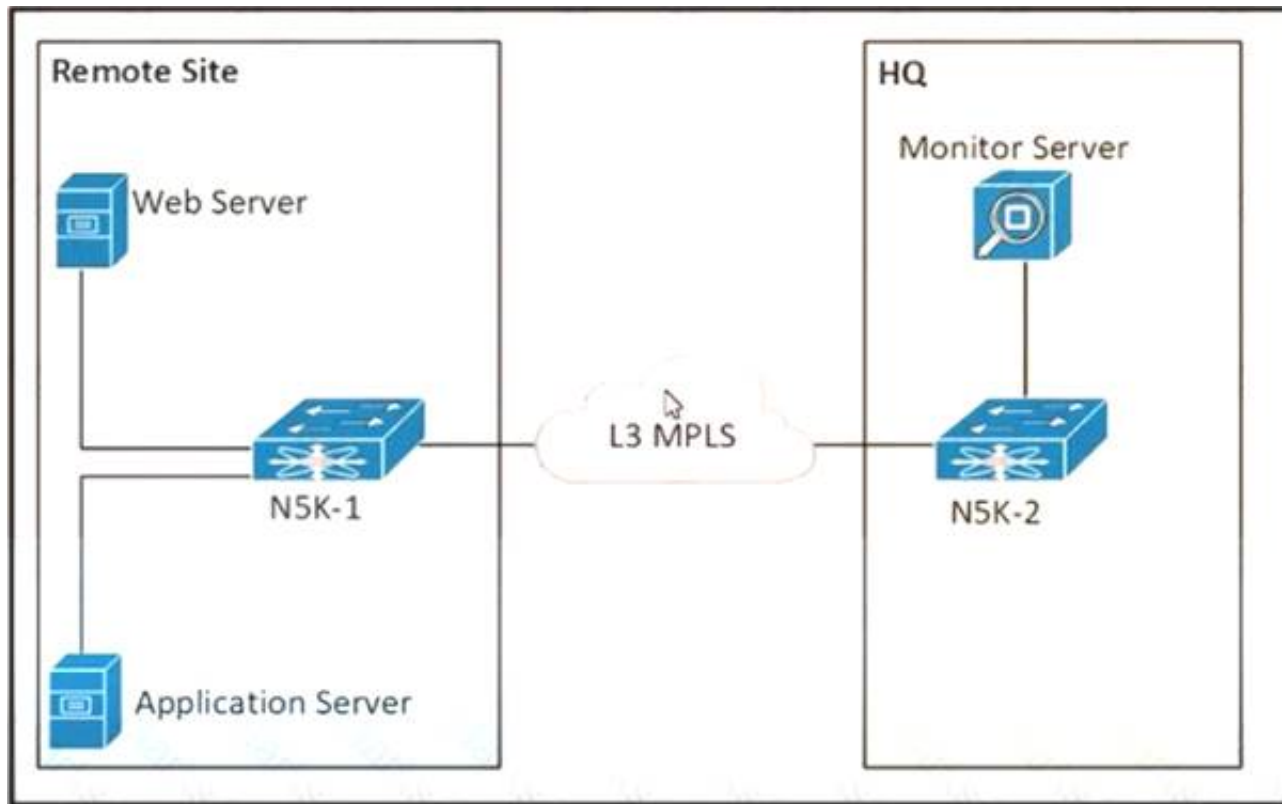 Remote Site
Web Server
N5K-1
Application Server
L3 MPLS
HQ
Monitor Server
N5K-2